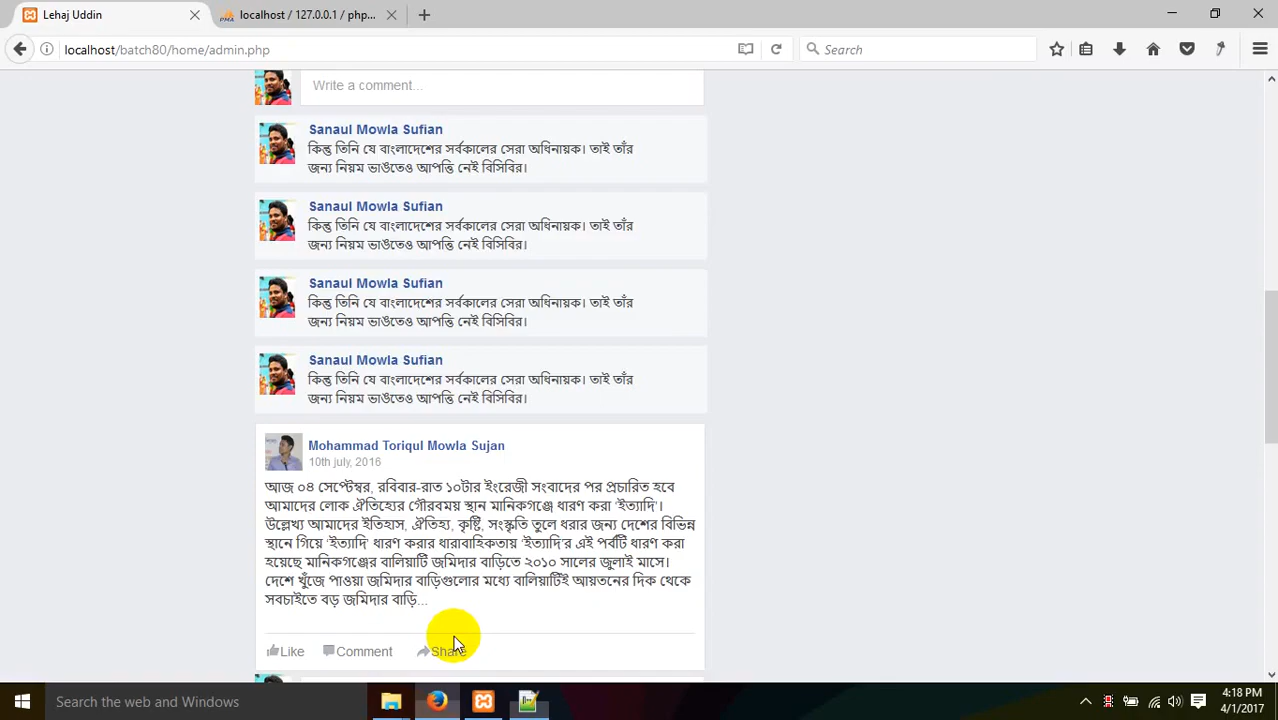 Lehaj Uddin
localhost / 127.0.0.1 / php...
localhost/batch80/home/admin.php
Search
Write a comment...
Sanaul Mowla Sufian
কিন্তু তিনি যে বাংলাদেশের সর্বকালের সেরা অধিনায়ক। তাই তাঁর
জন্য নিয়ম ভাঙতেও আপত্তি নেই বিসিবির।
Sanaul Mowla Sufian
কিন্তু তিনি যে বাংলাদেশের সর্বকালের সেরা অধিনায়ক। তাই তাঁর
জন্য নিয়ম ভাঙতেও আপত্তি নেই বিসিবির।
Sanaul Mowla Sufian
কিন্তু তিনি যে বাংলাদেশের সর্বকালের সেরা অধিনায়ক। তাই তাঁর
জন্য নিয়ম ভাঙতেও আপত্তি নেই বিসিবির।
Sanaul Mowla Sufian
কিন্তু তিনি যে বাংলাদেশের সর্বকালের সেরা অধিনায়ক। তাই তাঁর
জন্য নিয়ম ভাঙতেও আপত্তি নেই বিসিবির।
Mohammad Toriqul Mowla Sujan
10th july, 2016
আজ ০৪ সেপ্টেম্বর, রবিবার-রাত ১০টার ইংরেজী সংবাদের পর প্রচারিত হবে
আমাদের লোক ঐতিহ্যের গৌরবময় স্থান মানিকগঞ্জে ধারণ করা ‘ইত্যাদি’।
উল্লেখ্য আমাদের ইতিহাস, ঐতিহ্য, কৃষ্টি, সংস্কৃতি তুলে ধরার জন্য দেশের বিভিন্ন
স্থানে গিয়ে ‘ইত্যাদি’ ধারণ করার ধারাবাহিকতায় ‘ইত্যাদি’র এই পর্বটি ধারণ করা
হয়েছে মানিকগঞ্জের বালিয়াটি জমিদার বাড়িতে ২০১০ সালের জুলাই মাসে।
দেশে খুঁজে পাওয়া জমিদার বাড়িগুলোর মধ্যে বালিয়াটিই আয়তনের দিক থেকে
সবচাইতে বড় জমিদার বাড়ি...
Like Comment Share
Search the web and Windows
4:18 PM
4/1/2017